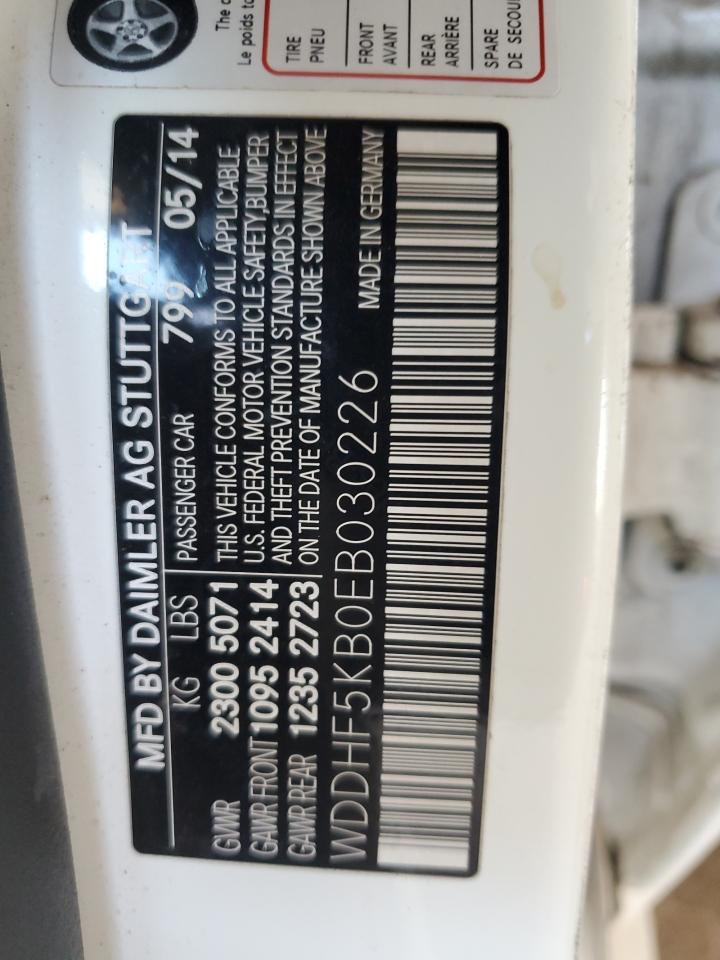 MFD BY DAIMLER AG STUTTGART
KG LBS PASSENGER CAR 799 05/14
GVWR 2300 5071 THIS VEHICLE CONFORMS TO ALL APPLICABLE
GAWR FRONT 1095 2414 U.S. FEDERAL MOTOR VEHICLE SAFETY,BUMPER
GAWR REAR 1235 2723 AND THEFT PREVENTION STANDARDS IN EFFECT
ON THE DATE OF MANUFACTURE SHOWN ABOVE
WDDHF5KB0EB030226 MADE IN GERMANY
The
Le poids
TIRE
PNEU
FRONT
AVANT
REAR
ARRIÈRE
SPARE
DE